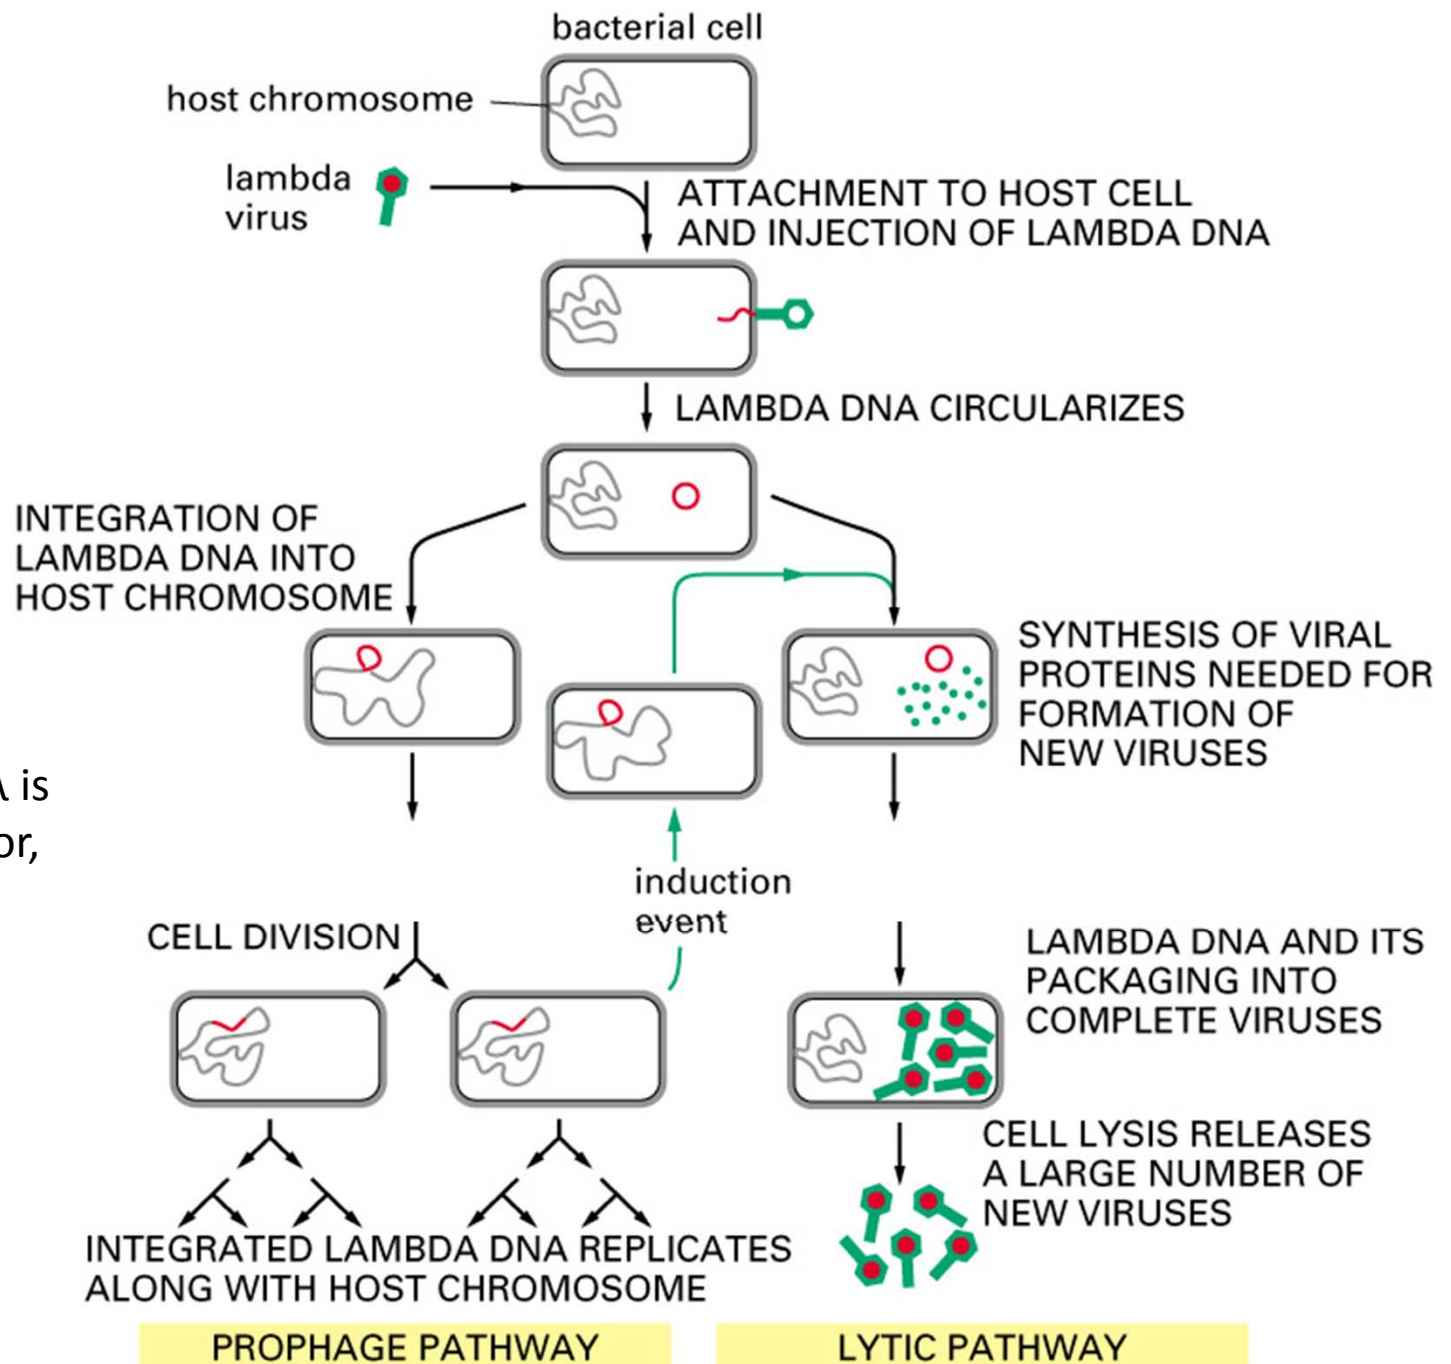 bacterial cell
host chromosome
lambda
virus
ATTACHMENT TO HOST CELL
AND INJECTION OF LAMBDA DNA
LAMBDA DNA CIRCULARIZES
INTEGRATION OF
LAMBDA DNA INTO
HOST CHROMOSOME
SYNTHESIS OF VIRAL
PROTEINS NEEDED FOR
FORMATION OF
NEW VIRUSES
is
or,
induction
event
CELL DIVISION
LAMBDA DNA AND ITS
PACKAGING INTO
COMPLETE VIRUSES
CELL LYSIS RELEASES
A LARGE NUMBER OF
NEW VIRUSES
INTEGRATED LAMBDA DNA REPLICATES
ALONG WITH HOST CHROMOSOME
PROPHAGE PATHWAY
LYTIC PATHWAY